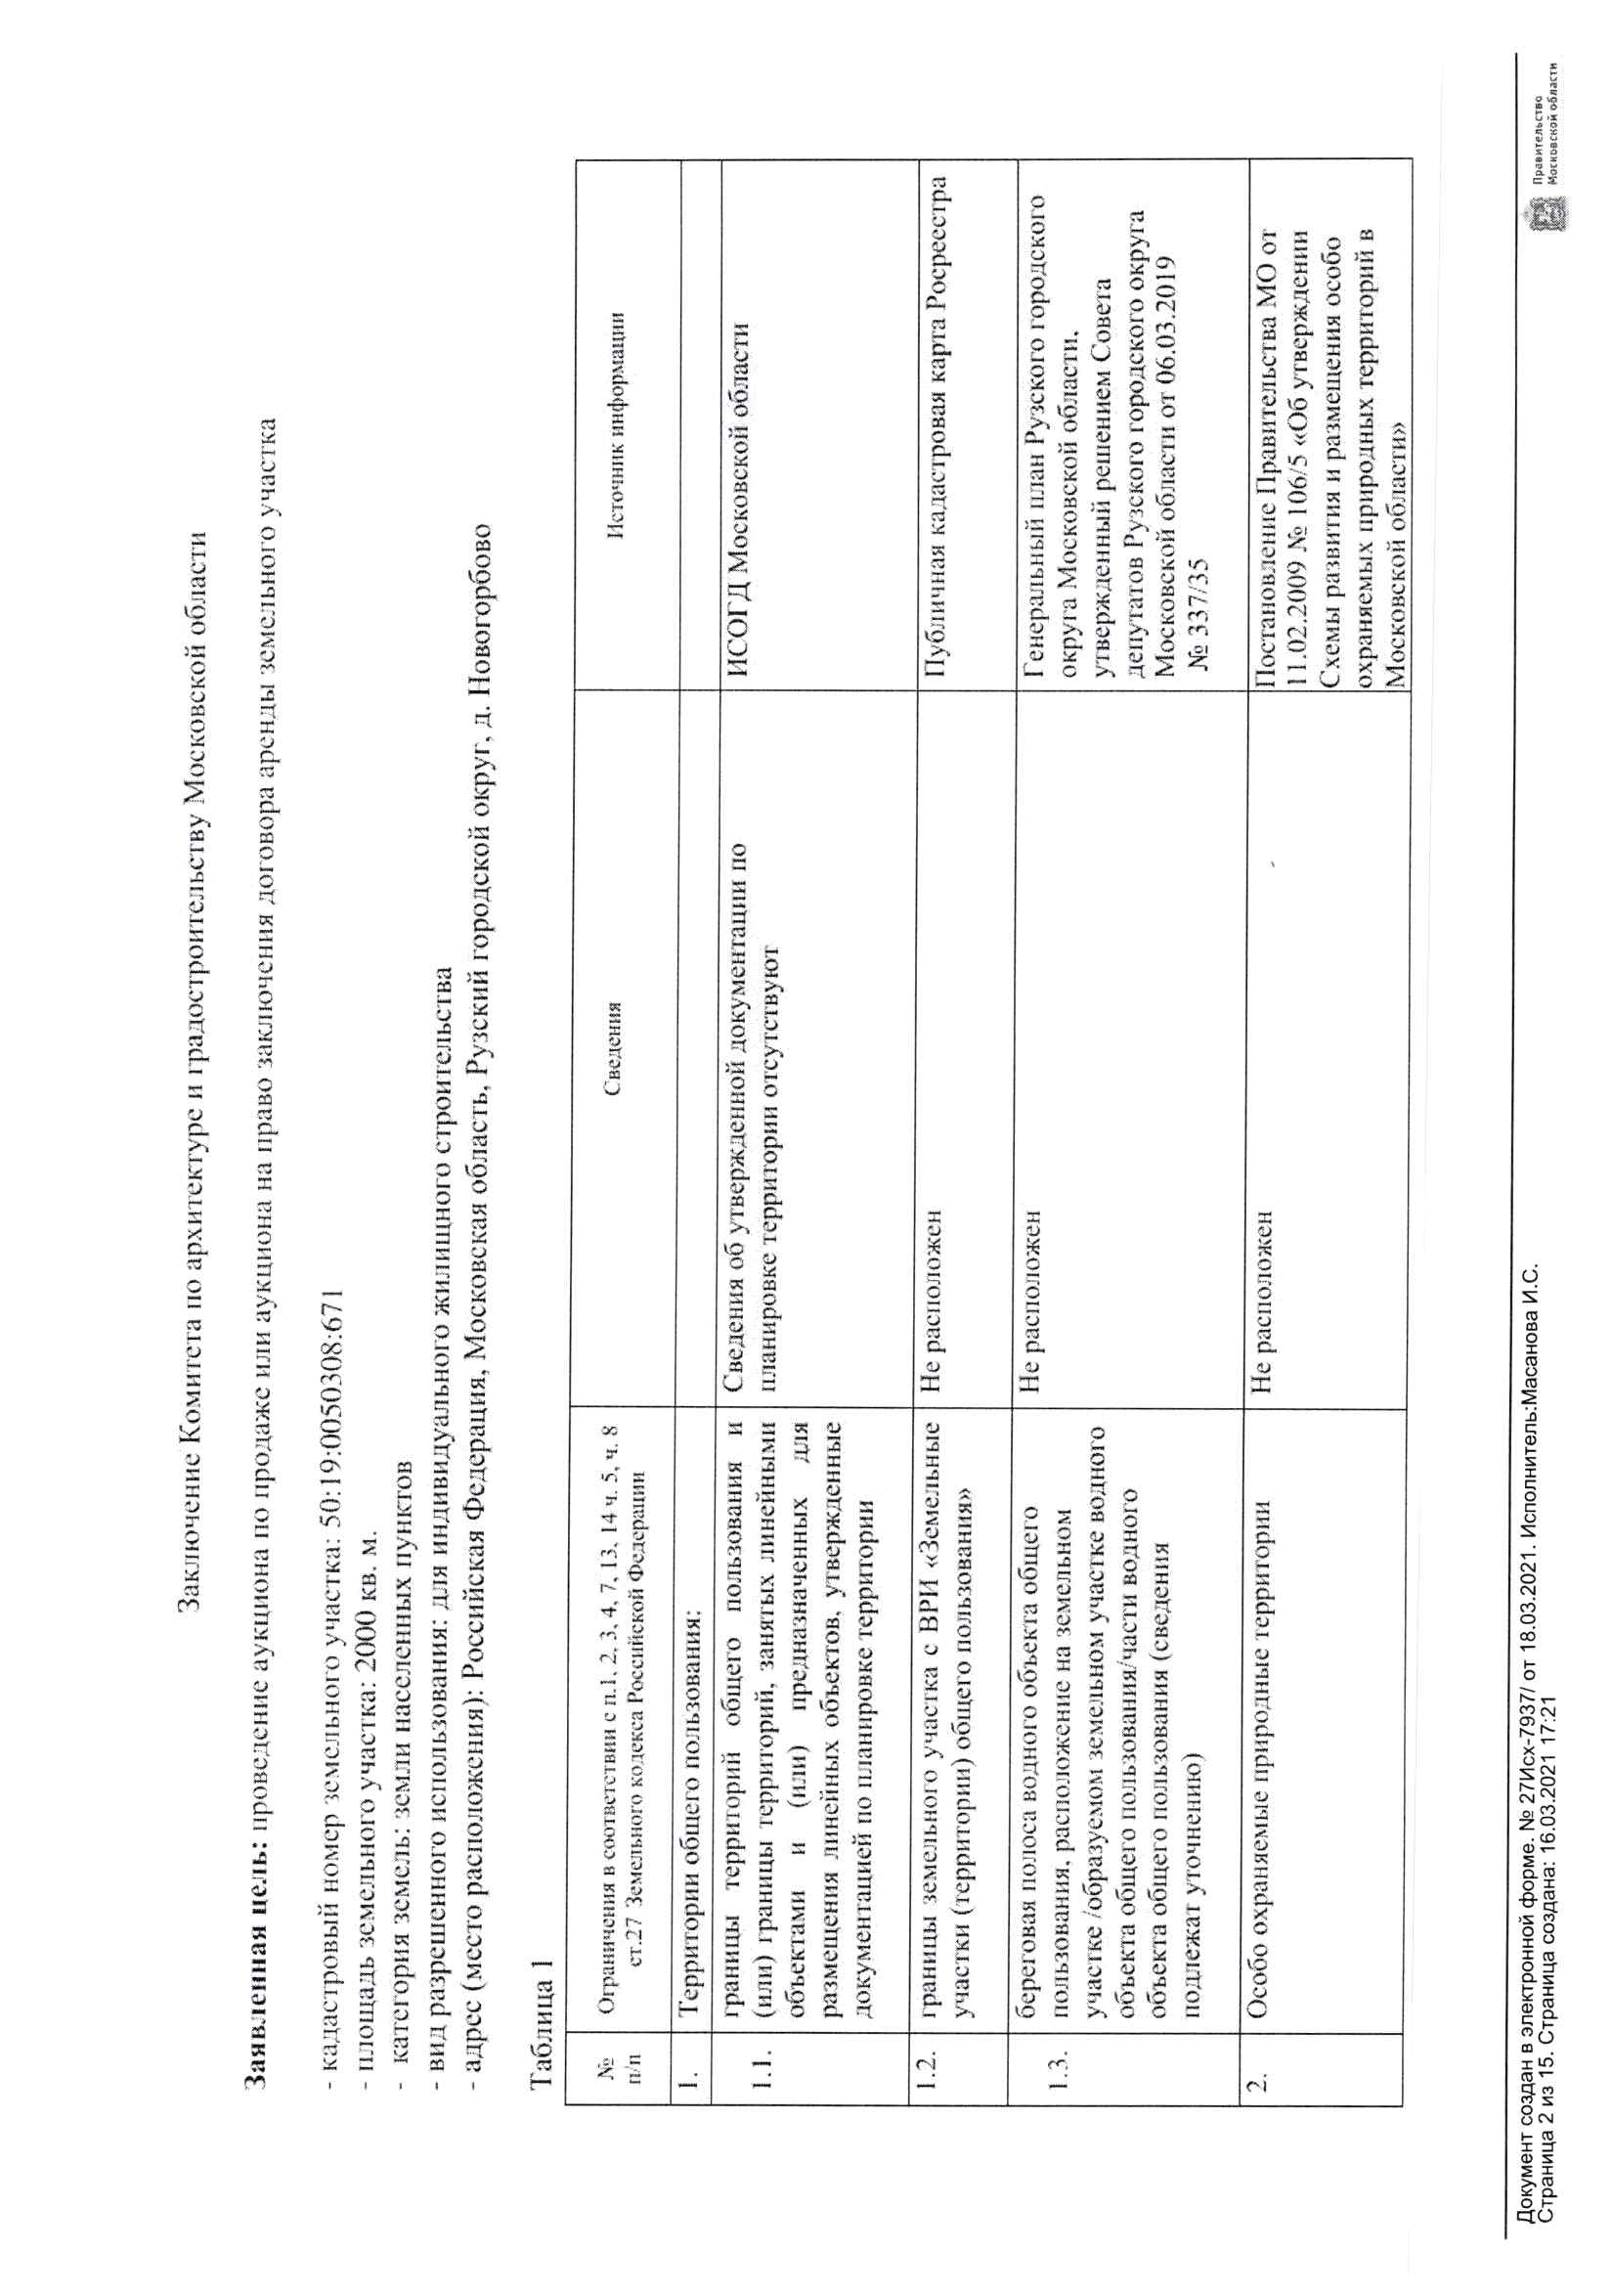 Заключение Комитета по архитектуре и градостроительству Московской области
Заявленная цель: проведение аукциона по продаже или аукциона на право заключения договора аренды земельного участка
- кадастровый номер земельного участка: 50:19:0050308:671
- площадь земельного участка: 2000 кв. м.
- категория земель: земли населенных пунктов
- вид разрешенного использования: для индивидуального жилищного строительства
- адрес (место расположения): Российская Федерация, Московская область, Рузский городской округ, д. Новогорбово
Таблица 1
№
п/п
Ограничения в соответствии с п.1, 2, 3, 4, 7, 13, 14 ч. 5, ч. 8
ст.27 Земельного кодекса Российской Федерации
Сведения
Источник информации
1.
Территории общего пользования:
1.1.
границы территорий общего пользования и
(или) границы территорий, занятых линейными
объектами и (или) предназначенных для
размещения линейных объектов, утвержденные
документацией по планировке территории
Сведения об утвержденной документации по
планировке территории отсутствуют
ИСОГД Московской области
1.2.
границы земельного участка с ВРИ «Земельные
участки (территории) общего пользования»
Не расположен
Публичная кадастровая карта Росреестра
1.3.
береговая полоса водного объекта общего
пользования, расположение на земельном
участке /образуемом земельном участке водного
объекта общего пользования/части водного
объекта общего пользования (сведения
подлежат уточнению)
Не расположен
Генеральный план Рузского городского
округа Московской области,
утвержденный решением Совета
депутатов Рузского городского округа
Московской области от 06.03.2019
№ 337/35
2.
Особо охраняемые природные территории
Не расположен
Постановление Правительства МО от
11.02.2009 № 106/5 «Об утверждении
Схемы развития и размещения особо
охраняемых природных территорий в
Московской области»
Документ создан в электронной форме. № 27Исх-7937/ от 18.03.2021. Исполнитель:Масанова И.С.
Страница 2 из 15. Страница создана: 16.03.2021 17:21
Правительство
Московской области